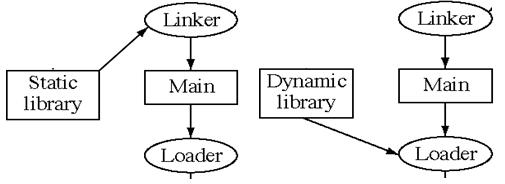 Linker
Static
library
Main
Loader
Linker
Dynamic
library
Main
Loader